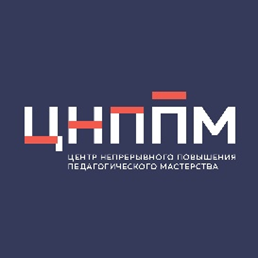 ЦНППМ
ЦЕНТР НЕПРЕРЫВНОГО ПОВЫШЕНИЯ
ПЕДАГОГИЧЕСКОГО МАСТЕРСТВА